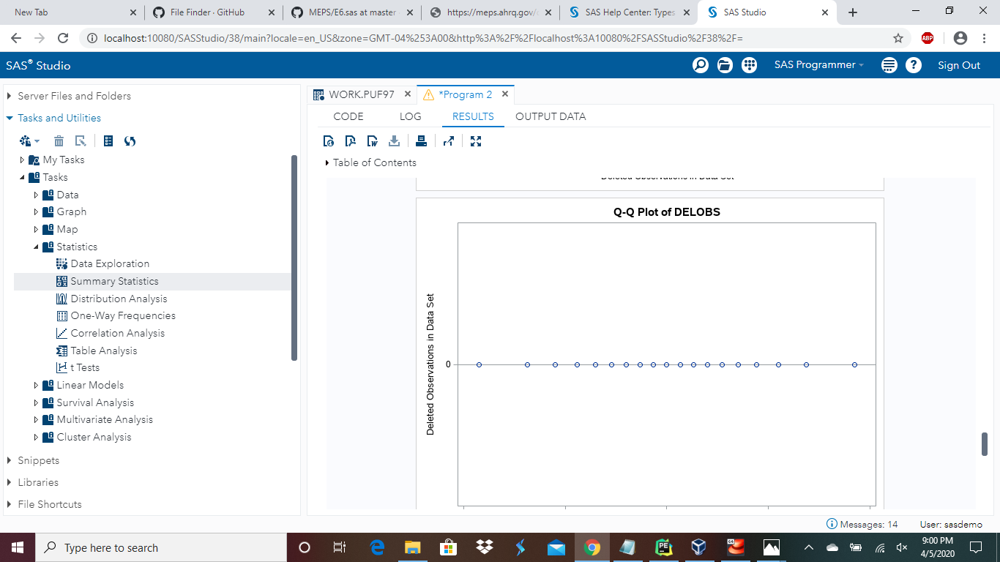 New Tab
File Finder · GitHub
MEPS/E6.sas at master
https://meps.ahrq.gov/
SAS Help Center: Types
SAS Studio
localhost:10080/SASStudio/38/main?locale=en_US&zone=GMT-04%253A00&http%3A%2F%2Flocalhost%3A10080%2FSASStudio%2F38%2F=
ABP
SAS® Studio
SAS Programmer
Sign Out
Server Files and Folders
Tasks and Utilities
My Tasks
Tasks
Data
Graph
Map
Statistics
Data Exploration
Summary Statistics
Distribution Analysis
One-Way Frequencies
Correlation Analysis
Table Analysis
t Tests
Linear Models
Survival Analysis
Multivariate Analysis
Cluster Analysis
Snippets
Libraries
File Shortcuts
WORK.PUF97
*Program 2
CODE LOG RESULTS OUTPUT DATA
Table of Contents
Deleted Observations in Data Set
Q-Q Plot of DELOBS
Deleted Observations in Data Set
0
Messages: 14
User: sasdemo
Type here to search
9:00 PM
4/5/2020